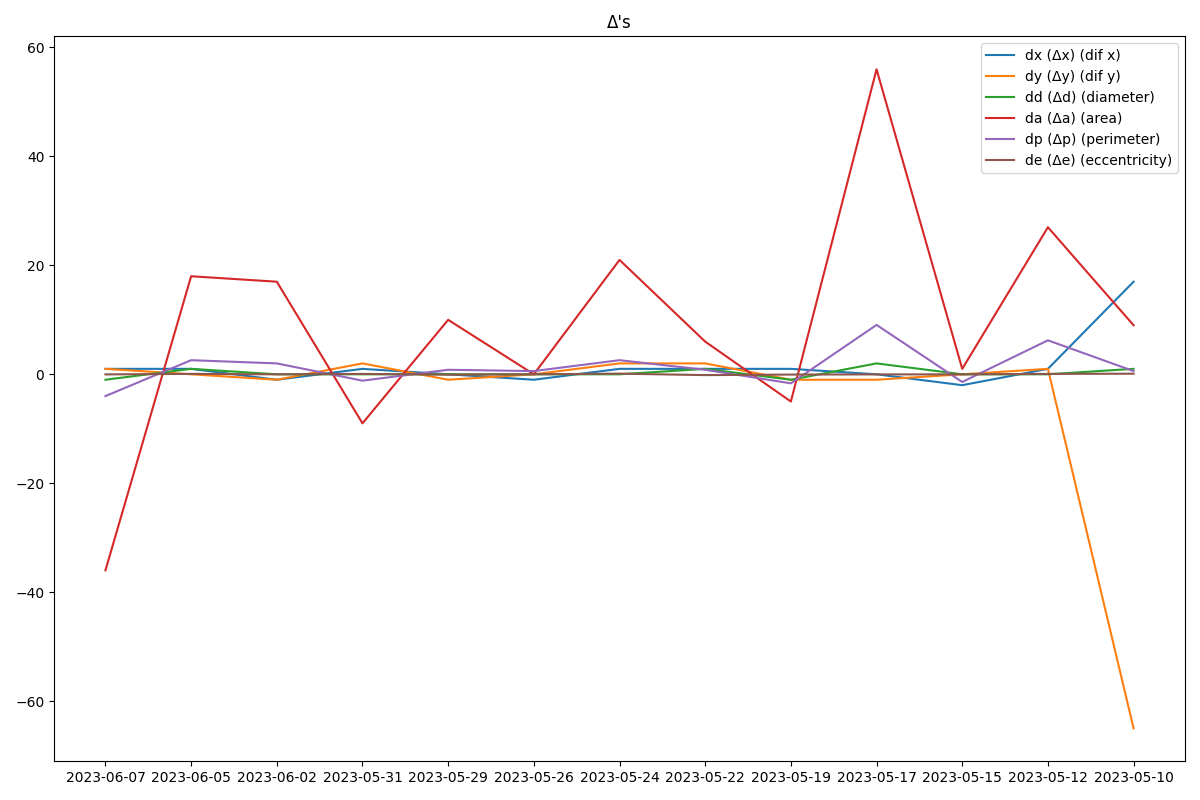 Δ's
dx (Δx) (dif x)
dy (Δy) (dif y)
dd (Δd) (diameter)
da (Δa) (area)
dp (Δp) (perimeter)
de (Δe) (eccentricity)
60
40
20
0
−20
−40
−60
2023-06-07 2023-06-05 2023-06-02 2023-05-31 2023-05-29 2023-05-26 2023-05-24 2023-05-22 2023-05-19 2023-05-17 2023-05-15 2023-05-12 2023-05-10